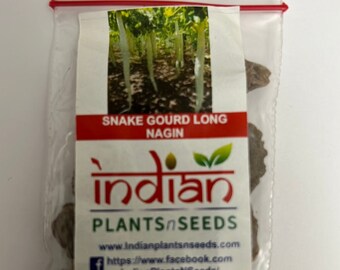 SNAKE GOURD LONG
NAGIN
indian
PLANTSnSEEDS
www.Indianplantsnseeds.com
https://www.facebook.com